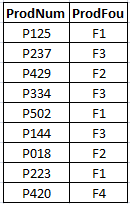 ProdNum ProdFou
P125 F1
P237 F3
P429 F2
P334 F3
P502 F1
P144 F3
P018 F2
P223 F1
P420 F4